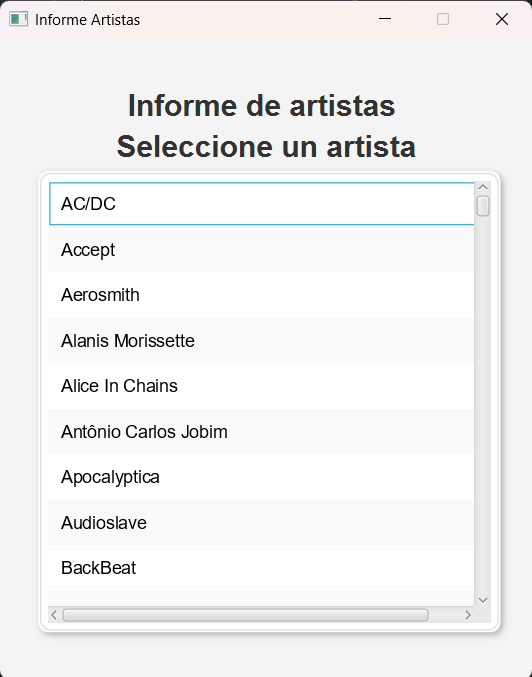 Informe Artistas
Informe de artistas
Seleccione un artista
AC/DC
Accept
Aerosmith
Alanis Morissette
Alice In Chains
Antônio Carlos Jobim
Apocalyptica
Audioslave
BackBeat